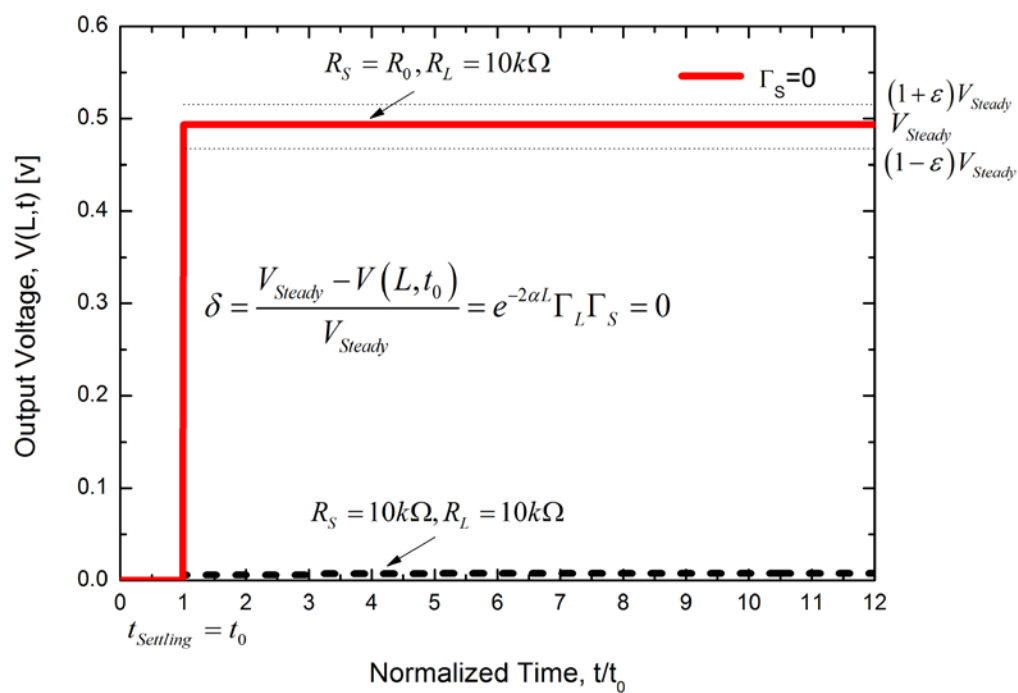 0.6
0.5
0.4
0.3
0.2
0.1
0.0
Output Voltage, V(L,t) [v]
R_S = R_0, R_L = 10kΩ
Γ_S=0
(1+ε)V_Steady
V_Steady
(1−ε)V_Steady
δ = (V_Steady − V(L,t_0)) / V_Steady = e^{−2αL} Γ_L Γ_S = 0
R_S = 10kΩ, R_L = 10kΩ
0 1 2 3 4 5 6 7 8 9 10 11 12
t_Settling = t_0
Normalized Time, t/t_0